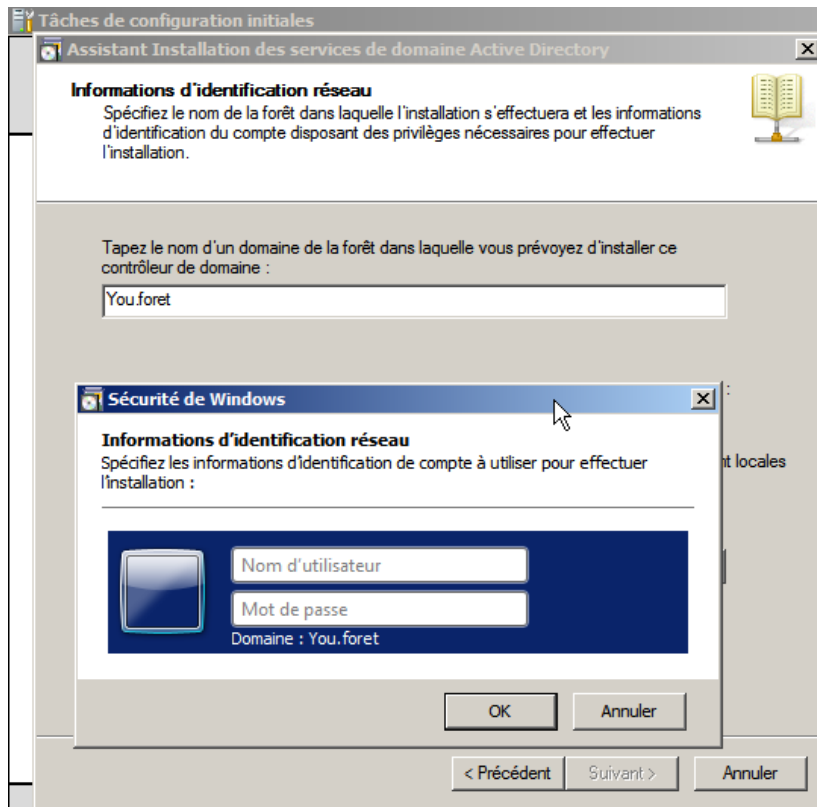 Tâches de configuration initiales
Assistant Installation des services de domaine Active Directory
Informations d'identification réseau
Spécifiez le nom de la forêt dans laquelle l'installation s'effectuera et les informations
d'identification du compte disposant des privilèges nécessaires pour effectuer
l'installation.
Tapez le nom d'un domaine de la forêt dans laquelle vous prévoyez d'installer ce
contrôleur de domaine :
You.foret
:
Sécurité de Windows
Informations d'identification réseau
Spécifiez les informations d'identification de compte à utiliser pour effectuer
l'installation :
locales
Nom d'utilisateur
Mot de passe
Domaine : You.foret
OK Annuler
< Précédent Suivant > Annuler